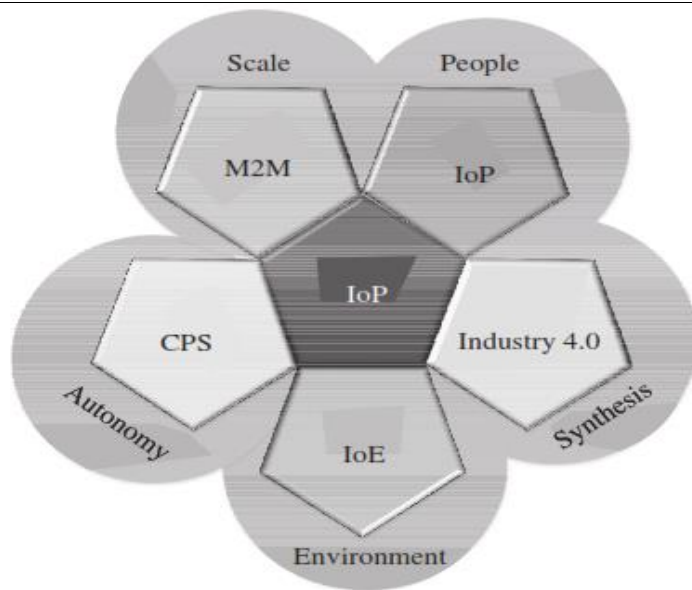 Scale
People
M2M
IoP
IoP
CPS
Industry 4.0
Autonomy
Synthesis
IoE
Environment